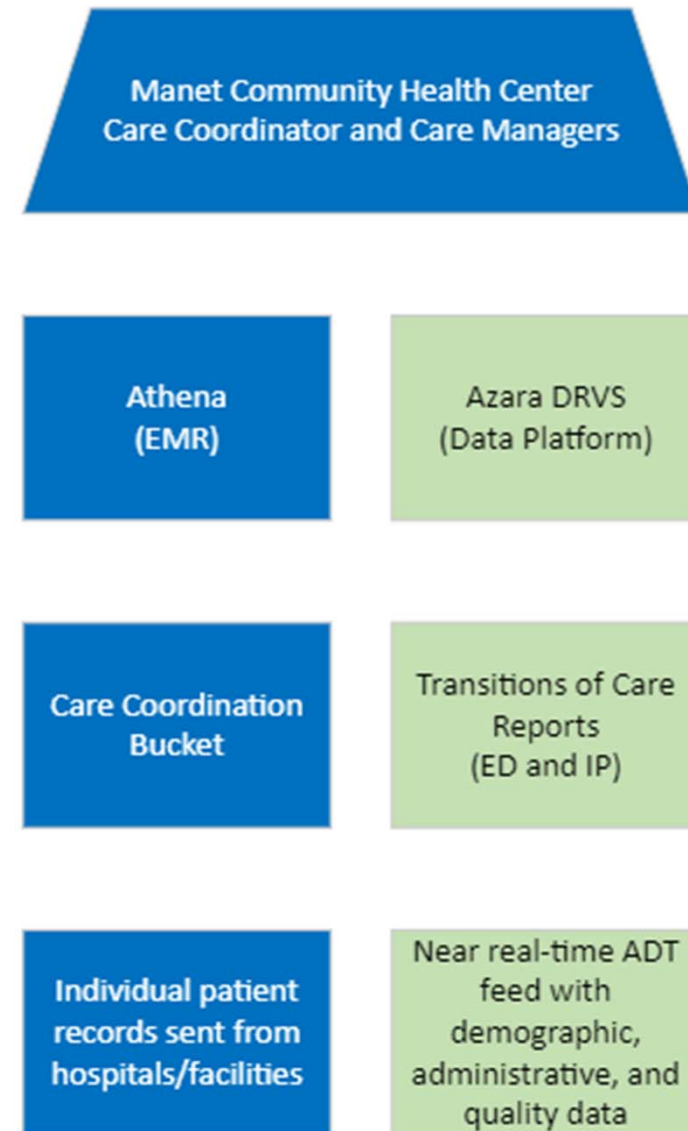 Manet Community Health Center
Care Coordinator and Care Managers
Athena
(EMR)
Azara DRVS
(Data Platform)
Care Coordination
Bucket
Transitions of Care
Reports
(ED and IP)
Individual patient
records sent from
hospitals/facilities
Near real-time ADT
feed with
demographic,
administrative, and
quality data